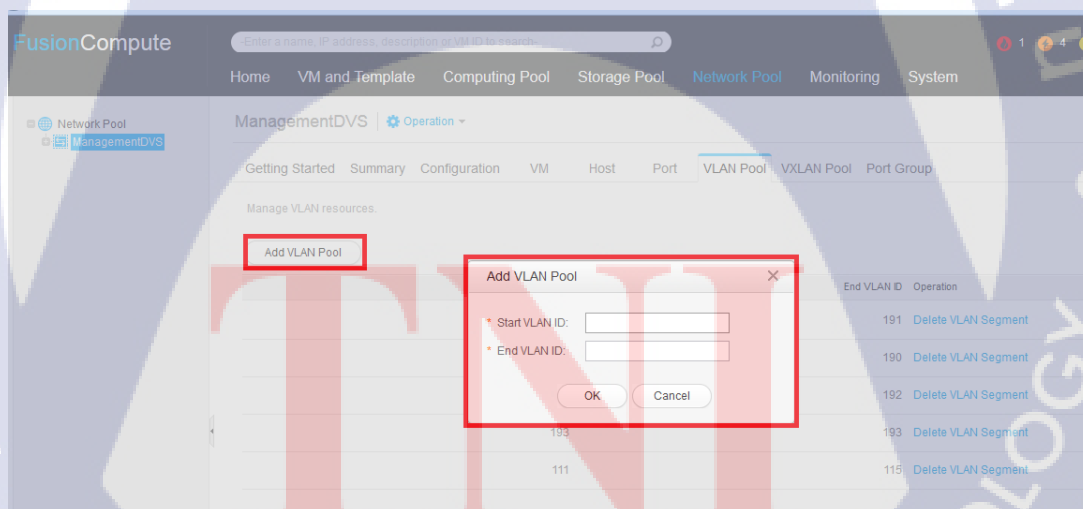 FusionCompute
Enter a name, IP address, description or VM ID to search
1 4
Home VM and Template Computing Pool Storage Pool Network Pool Monitoring System
Network Pool
ManagementDVS
ManagementDVS Operation
Getting Started Summary Configuration VM Host Port VLAN Pool VXLAN Pool Port Group
Manage VLAN resources.
Add VLAN Pool
Add VLAN Pool
End VLAN ID Operation
* Start VLAN ID:
* End VLAN ID:
OK Cancel
191 Delete VLAN Segment
190 Delete VLAN Segment
192 Delete VLAN Segment
193 193 Delete VLAN Segment
111 115 Delete VLAN Segment
TNI
OLOGY